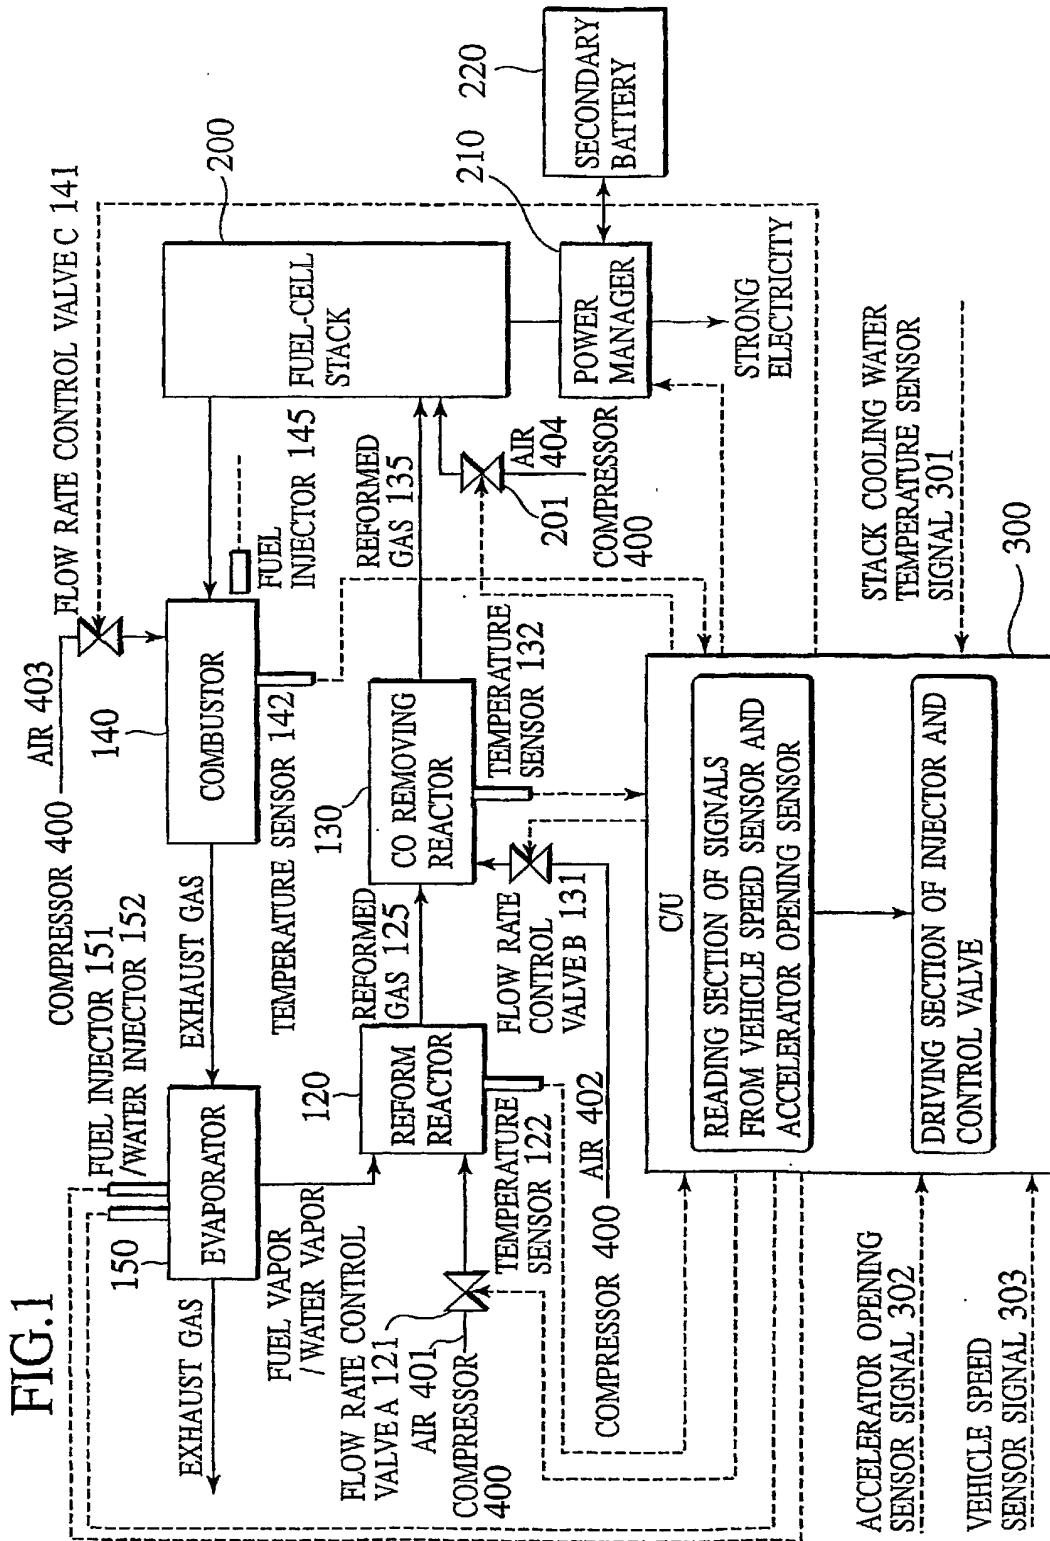 FIG.1
COMPRESSOR 400
AIR 403
FLOW RATE CONTROL VALVE C 141
FUEL INJECTOR 151
/WATER INJECTOR 152
140
200
EXHAUST GAS
150
EVAPORATOR
EXHAUST GAS
COMBUSTOR
FUEL-CELL
STACK
220
SECONDARY
BATTERY
FUEL
INJECTOR 145
TEMPERATURE SENSOR 142
FUEL VAPOR
/WATER VAPOR
120
REFORMED
GAS 125
130
REFORMED
GAS 135
210
FLOW RATE CONTROL
VALVE A 121
REFORM
REACTOR
CO REMOVING
REACTOR
POWER
MANAGER
AIR 401
COMPRESSOR
400
TEMPERATURE
SENSOR 122
FLOW RATE
CONTROL
VALVE B 131
TEMPERATURE
SENSOR 132
201
AIR
404
COMPRESSOR
400
STRONG
ELECTRICITY
COMPRESSOR 400
AIR 402
C/U
READING SECTION OF SIGNALS
FROM VEHICLE SPEED SENSOR AND
ACCELERATOR OPENING SENSOR
STACK COOLING WATER
TEMPERATURE SENSOR
SIGNAL 301
ACCELERATOR OPENING
SENSOR SIGNAL 302
DRIVING SECTION OF INJECTOR AND
CONTROL VALVE
300
VEHICLE SPEED
SENSOR SIGNAL 303